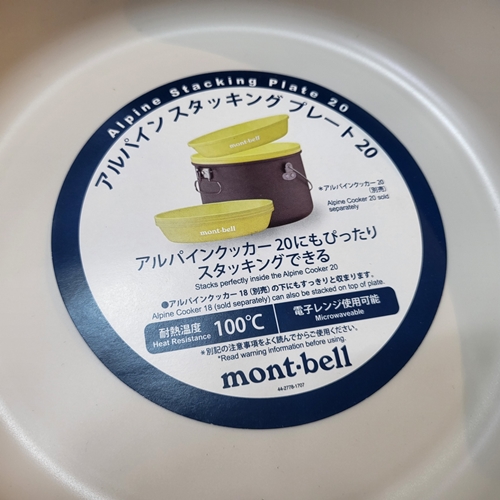 Alpine Stacking Plate 20
アルパイン スタッキング プレート 20
mont-bell
mont-bell
*アルパインクッカー 20
(別売)
Alpine Cooker 20 sold
separately
アルパインクッカー 20にもぴったり
スタッキングできる
Stacks perfectly inside the Alpine Cooker 20
●アルパインクッカー 18（別売）の下にもすっきりと収まります。
Alpine Cooker 18 (sold separately) can also be stacked on top of plate.
耐熱温度
Heat Resistance
100℃
電子レンジ使用可能
Microwaveable
*別記の注意事項をよく読んでからご使用ください。
*Read warning information before using.
mont-bell
44-2778-1707